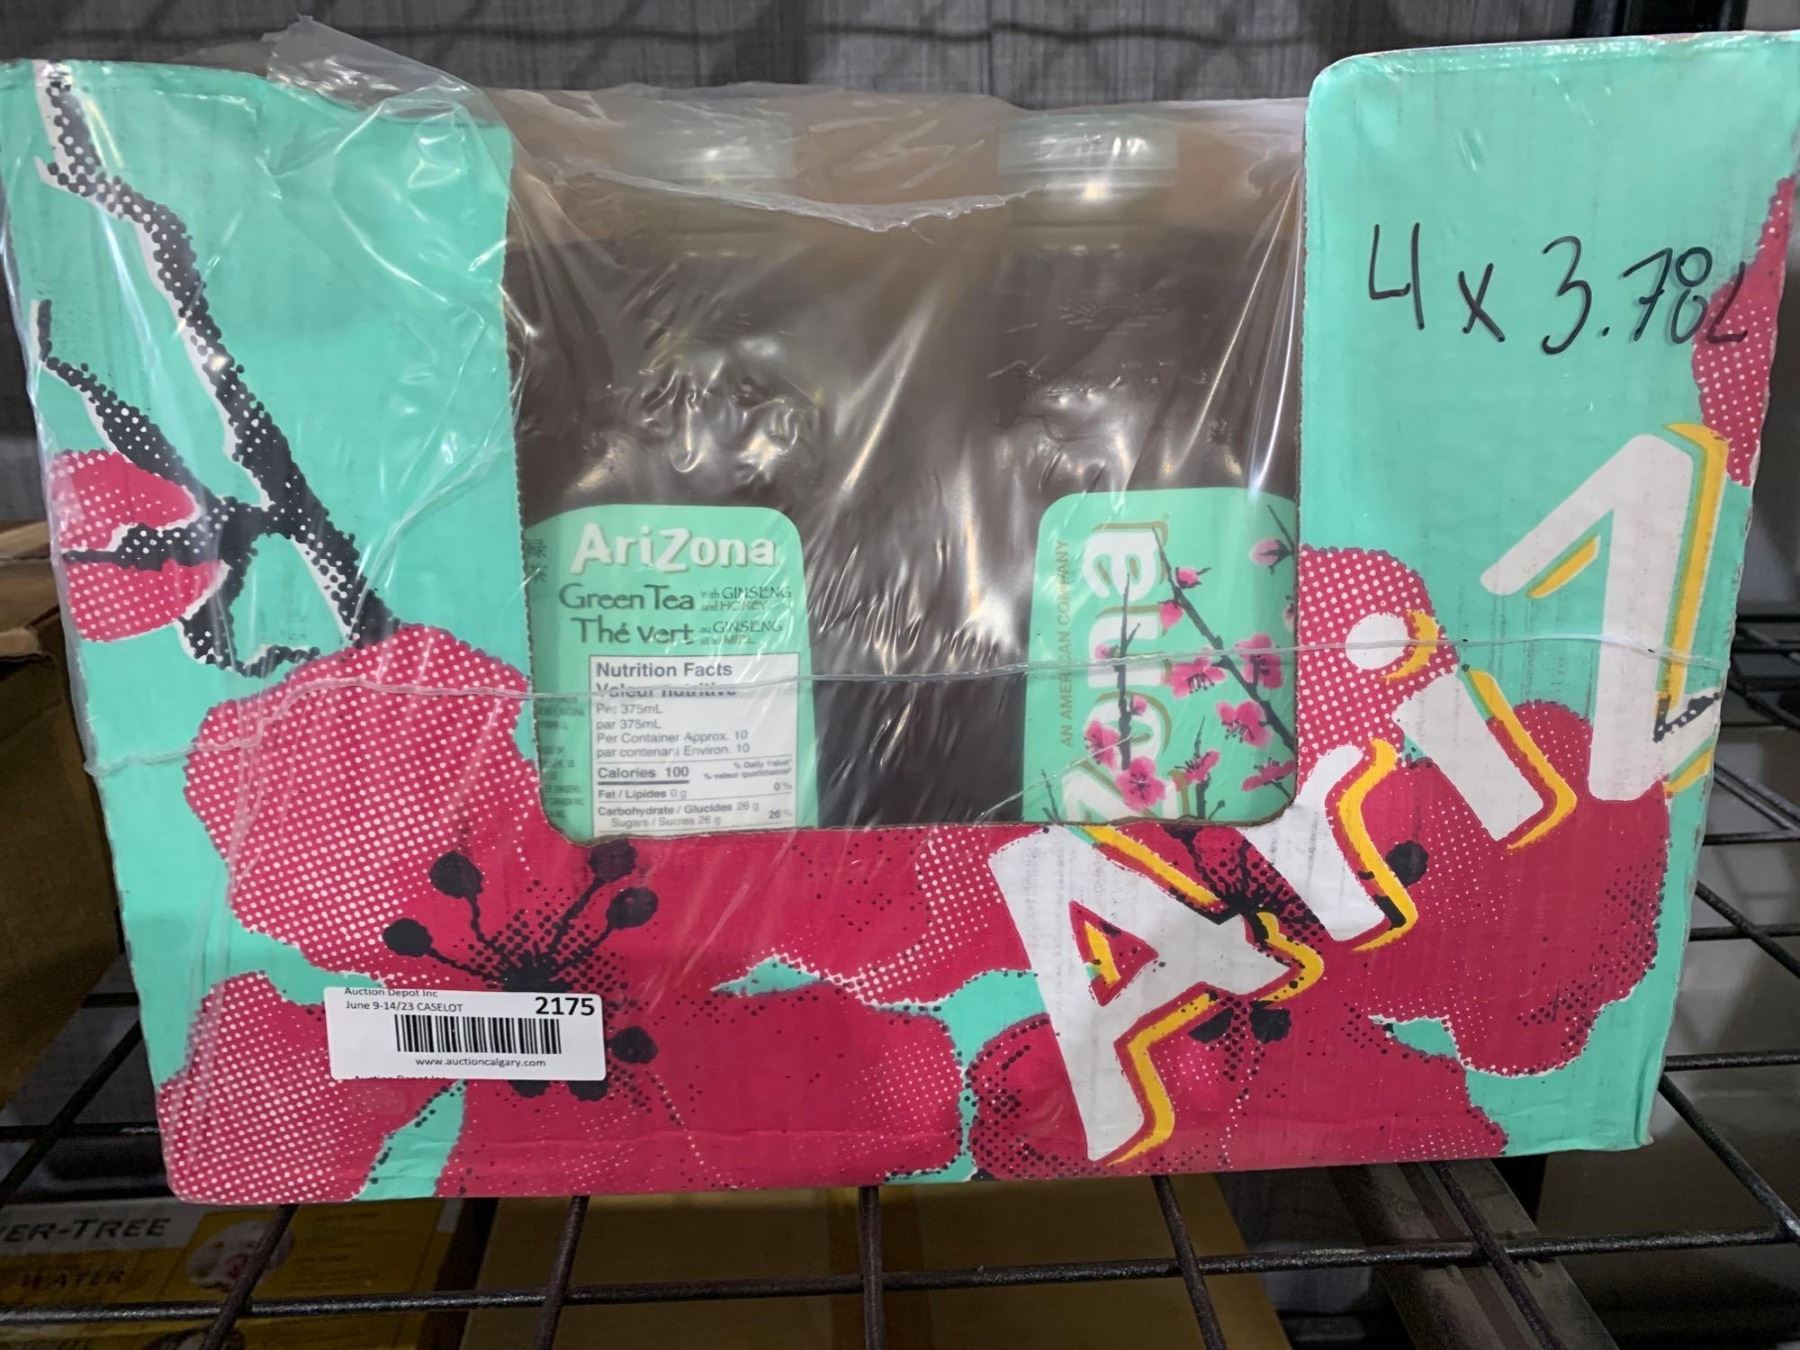 4 x 3.78L
AriZona
Green Tea with GINSENG and HONEY
Thé vert au GINSENG et au MIEL
Nutrition Facts
Valeur nutritive
Per 375mL
par 375mL
Per Container Approx. 10
par contenant Environ. 10
% Daily Value*
Calories 100
% valeur quotidienne*
Fat / Lipides 0 g 0 %
Carbohydrate / Glucides 26 g
Sugars / Sucres 26 g 26 %
AN AMERICAN COMPANY
AriZ
Auction Depot Inc
June 9-14/23 CASELOT 2175
www.auctioncalgary.com
Auction Depot Inc
ER-TREE
WATER